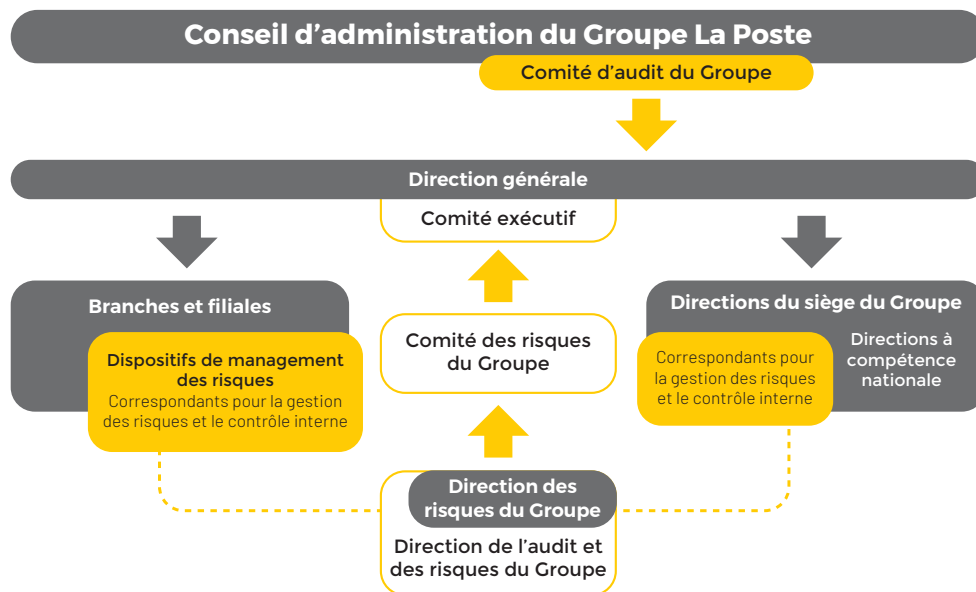 Conseil d’administration du Groupe La Poste
Comité d’audit du Groupe
Direction générale
Comité exécutif
Branches et filiales
Dispositifs de management
des risques
Correspondants pour la gestion
des risques et le contrôle interne
Comité des risques
du Groupe
Directions du siège du Groupe
Directions à
compétence
nationale
Correspondants pour
la gestion des risques
et le contrôle interne
Direction des
risques du Groupe
Direction de l’audit et
des risques du Groupe